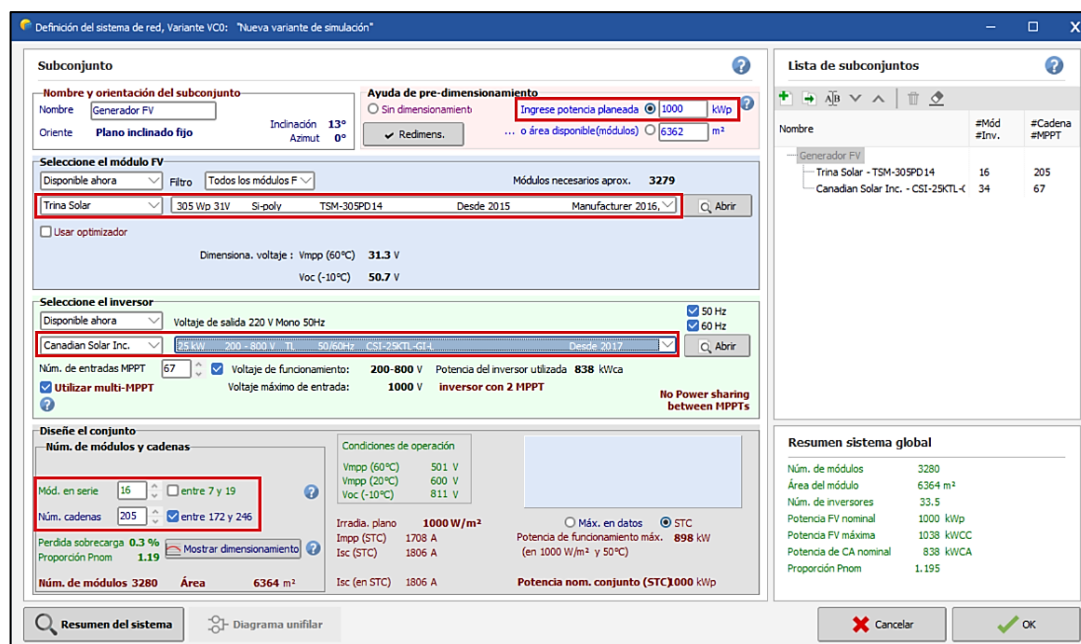 Definición del sistema de red, Variante VC0: "Nueva variante de simulación"
Subconjunto
Nombre y orientación del subconjunto
Nombre Generador FV
Oriente Plano inclinado fijo
Inclinación 13°
Azimut 0°
Ayuda de pre-dimensionamiento
Sin dimensionamiento
Ingrese potencia planeada 1000 kWp
Redimens.
... o área disponible(módulos) 6362 m²
Seleccione el módulo FV
Disponible ahora Filtro Todos los módulos F Módulos necesarios aprox. 3279
Trina Solar 305 Wp 31V Si-poly TSM-305PD14 Desde 2015 Manufacturer 2016, Abrir
Usar optimizador
Dimensiona. voltaje : Vmpp (60°C) 31.3 V
Voc (-10°C) 50.7 V
Seleccione el inversor
Disponible ahora Voltaje de salida 220 V Mono 50Hz
50 Hz
60 Hz
Canadian Solar Inc. 25 kW 200 - 800 V TL 50/60Hz CSI-25KTL-GI-L Desde 2017 Abrir
Núm. de entradas MPPT 67 Voltaje de funcionamiento: 200-800 V Potencia del inversor utilizada 838 kWca
Utilizar multi-MPPT Voltaje máximo de entrada: 1000 V inversor con 2 MPPT
No Power sharing
between MPPTs
Diseñe el conjunto
Núm. de módulos y cadenas
Mód. en serie 16 entre 7 y 19
Núm. cadenas 205 entre 172 y 246
Perdida sobrecarga 0.3 %
Proporción Pnom 1.19
Mostrar dimensionamiento
Núm. de módulos 3280 Área 6364 m²
Condiciones de operación
Vmpp (60°C) 501 V
Vmpp (20°C) 600 V
Voc (-10°C) 811 V
Irradia. plano 1000 W/m²
Impp (STC) 1708 A
Isc (STC) 1806 A
Isc (en STC) 1806 A
Máx. en datos STC
Potencia de funcionamiento máx. 898 kW
(en 1000 W/m² y 50°C)
Potencia nom. conjunto (STC)1000 kWp
Resumen del sistema
Diagrama unifilar
Lista de subconjuntos
Nombre #Mód #Cadena
#Inv. #MPPT
Generador FV
Trina Solar - TSM-305PD14 16 205
Canadian Solar Inc. - CSI-25KTL-( 34 67
Resumen sistema global
Núm. de módulos 3280
Área del módulo 6364 m²
Núm. de inversores 33.5
Potencia FV nominal 1000 kWp
Potencia FV máxima 1038 kWCC
Potencia de CA nominal 838 kWCA
Proporción Pnom 1.195
Cancelar
OK